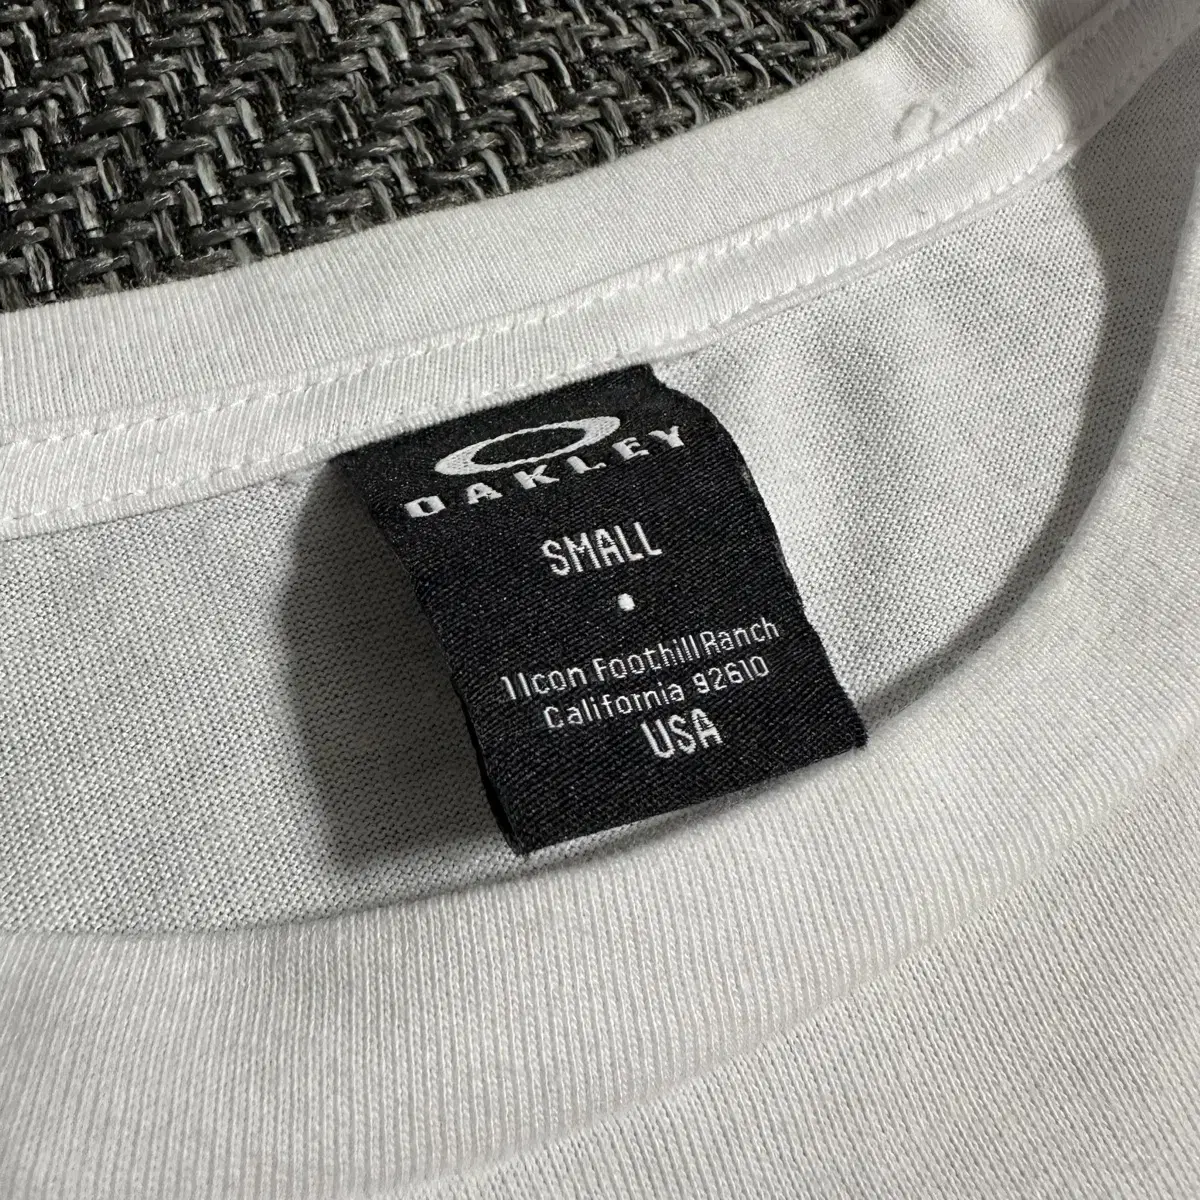 OAKLEY
SMALL
1 Icon Foothill Ranch
California 92610
USA